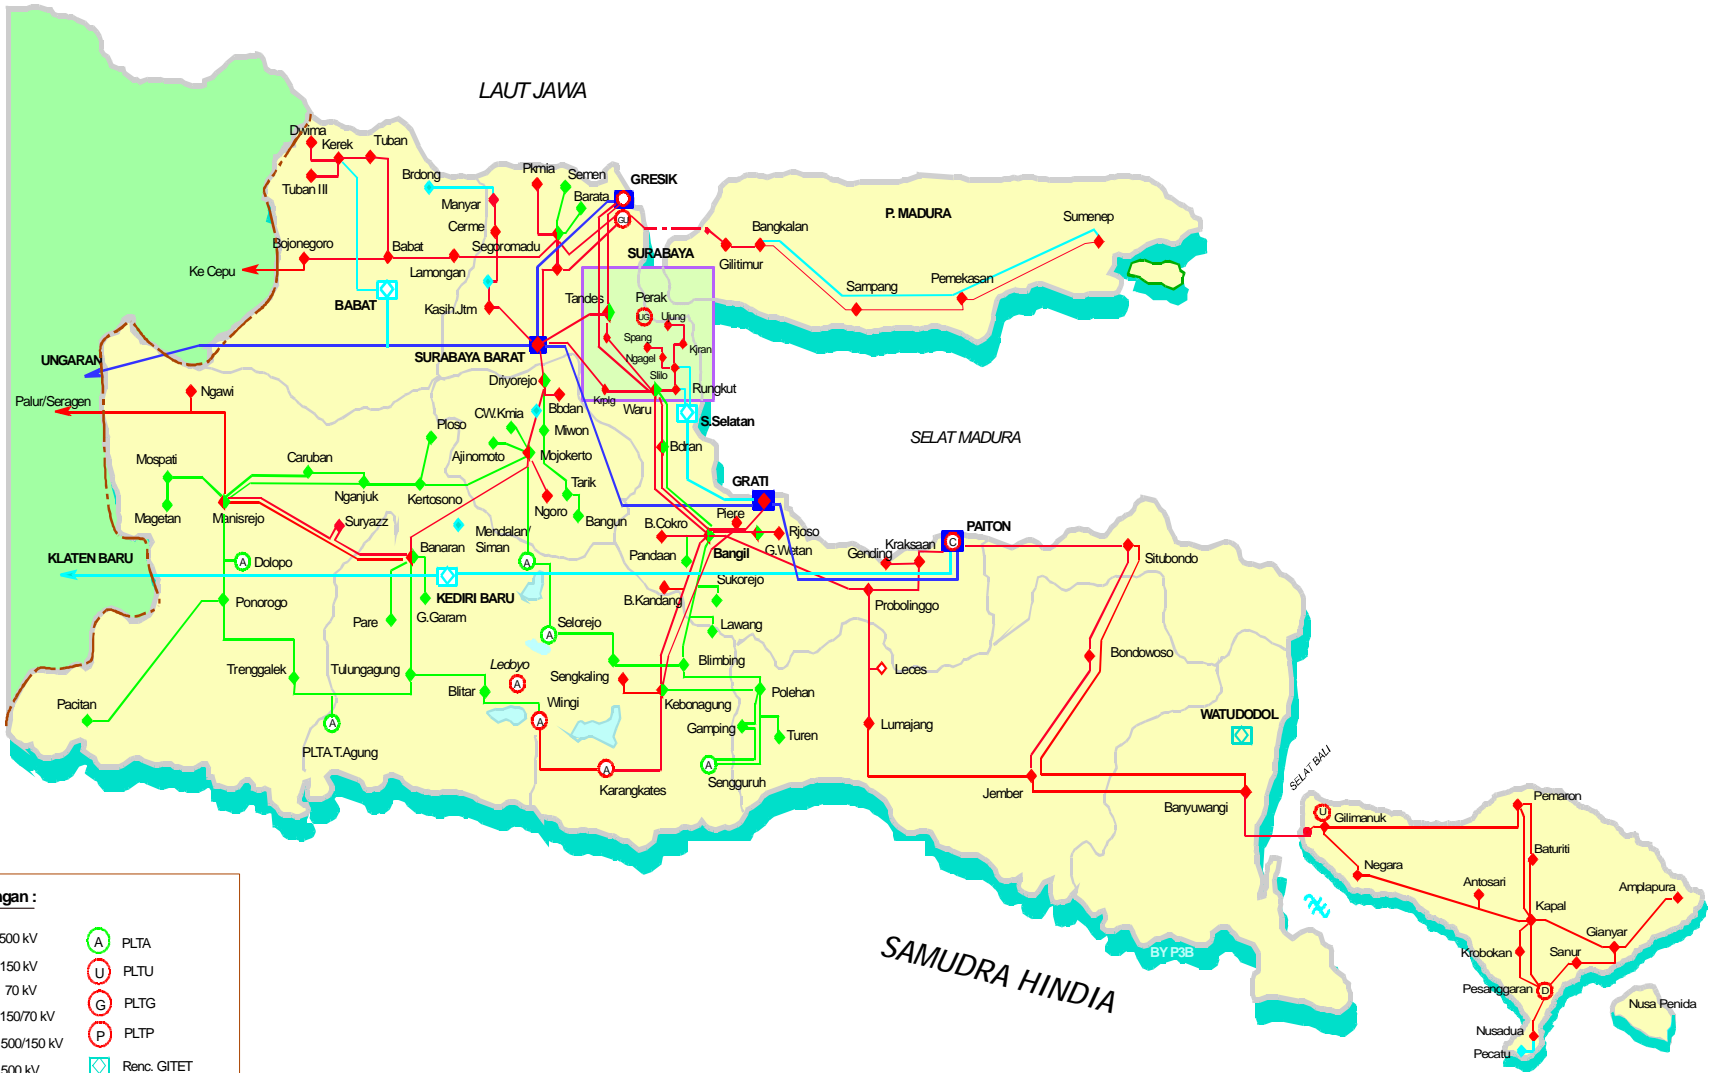 LAUT JAWA
Dwima
Kerek
Tuban
Tuban III
Brdong
Pkmia
Semen
Barata
GRESIK
GU
Manyar
Cerme
Segoromadu
Bojonegoro
Babat
Lamongan
Ke Cepu
BABAT
Kasih.Jtm
SURABAYA
Tandes
Perak
UG
Ujung
Spang
Kjran
Ngagel
Slilo
Krplg
Waru
Rungkut
S.Selatan
P. MADURA
Bangkalan
Gilitimur
Sampang
Pemekasan
Sumenep
SURABAYA BARAT
UNGARAN
Palur/Seragen
Ngawi
Driyorejo
Bbdan
CW.Kmia
Miwon
Ploso
Ajinomoto
Mojokerto
Bdran
SELAT MADURA
Mospati
Caruban
Nganjuk
Kertosono
Tarik
Ngoro
Bangun
GRATI
Magetan
Manisrejo
Suryazz
Mendalan/
Siman
B.Cokro
Piere
Rjoso
Banaran
Pandaan
Bangil
G.Wetan
Kraksaan
Gending
PAITON
C
Situbondo
KLATEN BARU
A
Dolopo
A
KEDIRI BARU
Sukorejo
Ponorogo
Pare
G.Garam
B.Kandang
Probolinggo
A
Selorejo
Lawang
Trenggalek
Tulungagung
Ledoyo
A
Sengkaling
Blimbing
Leces
Bondowoso
Blitar
Wlingi
A
Kebonagung
Polehan
Pacitan
A
Gamping
Turen
Lumajang
WATUDODOL
PLTA.T.Agung
A
Karangkates
A
Sengguruh
Jember
Banyuwangi
SELAT BALI
U
Gilimanuk
Pemaron
Negara
Baturiti
Antosari
Amplapura
Kapal
Gianyar
Krobokan
Sanur
Pesanggaran
D
Nusa Penida
Nusadua
Pecatu
SAMUDRA HINDIA
BY P3B
ngan :
500 kV
A PLTA
150 kV
U PLTU
70 kV
G PLTG
150/70 kV
P PLTP
500/150 kV
Renc. GITET
500 kV